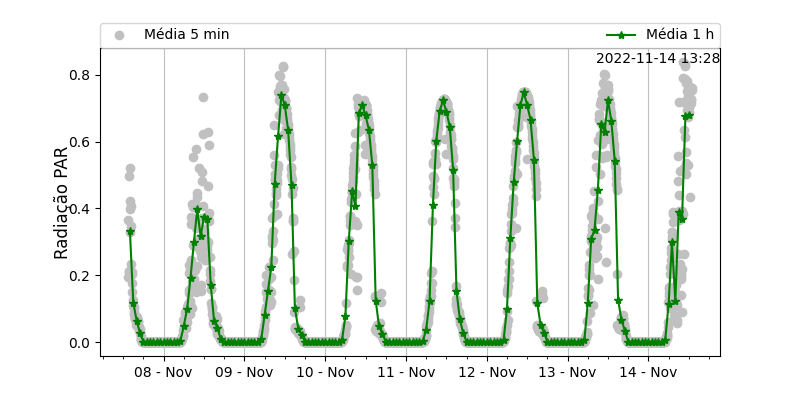 Média 5 min
Média 1 h
2022-11-14 13:28
Radiação PAR
0.8
0.6
0.4
0.2
0.0
08 - Nov
09 - Nov
10 - Nov
11 - Nov
12 - Nov
13 - Nov
14 - Nov